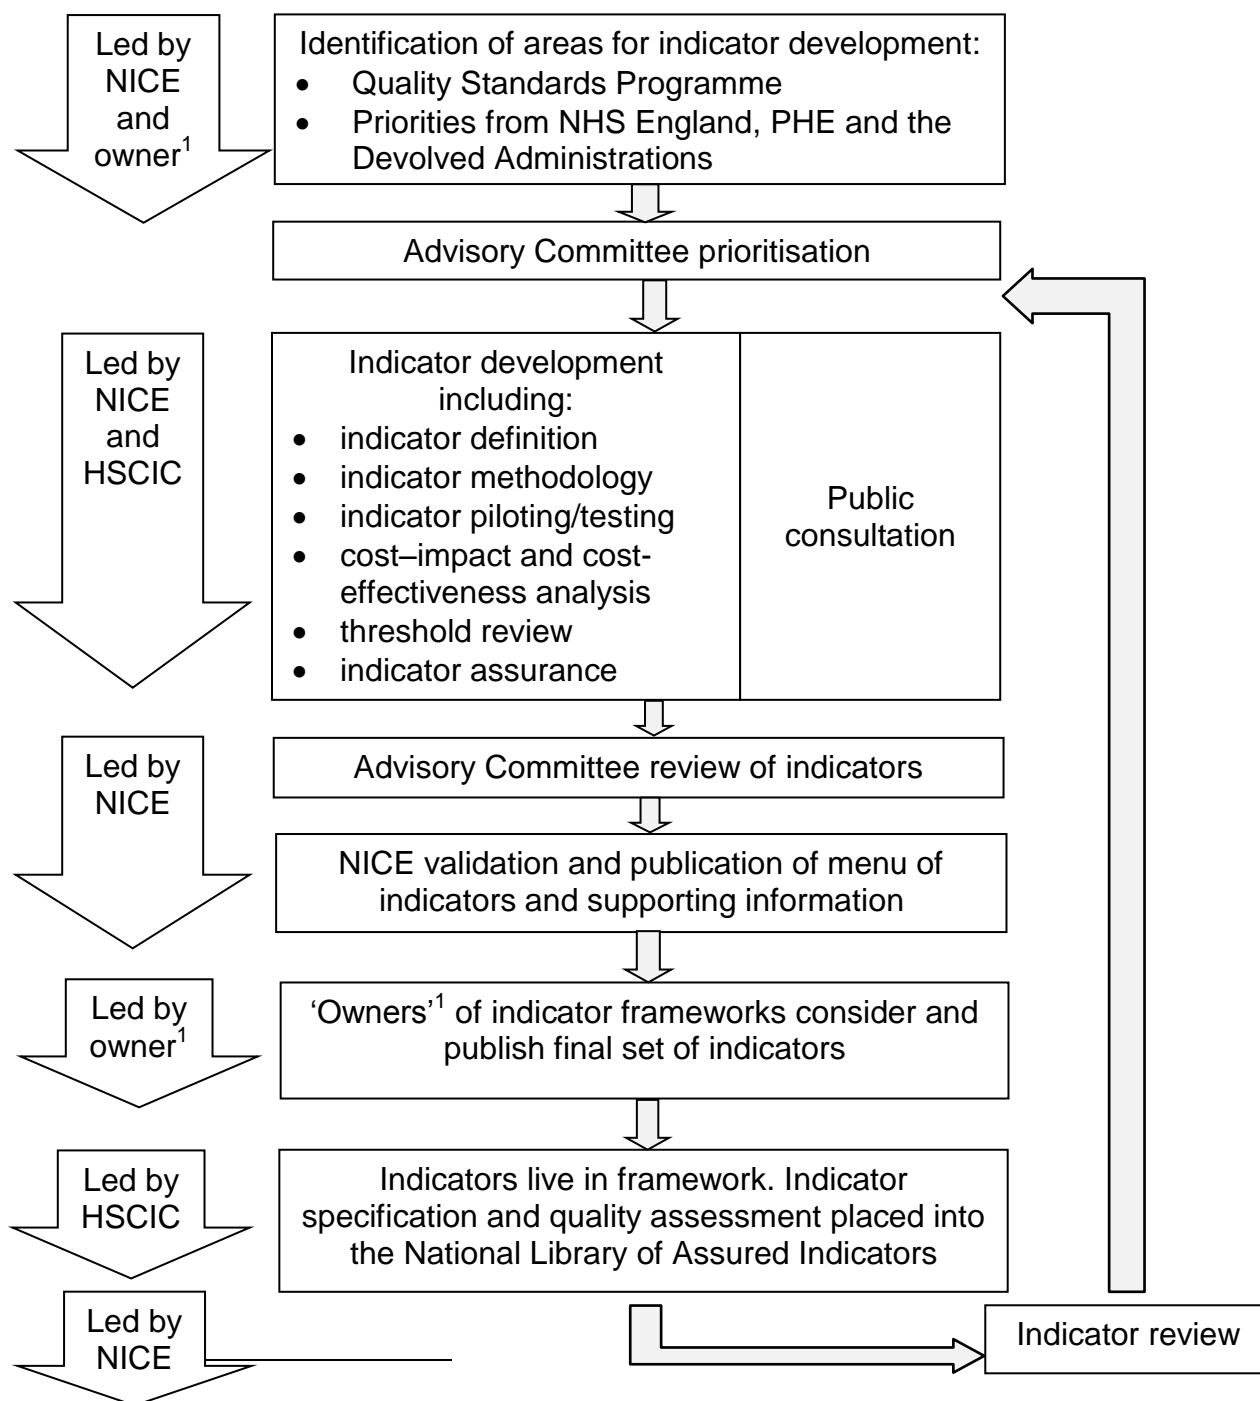 Led by
NICE
and
owner¹
Identification of areas for indicator development:
• Quality Standards Programme
• Priorities from NHS England, PHE and the
Devolved Administrations
Advisory Committee prioritisation
Led by
NICE
and
HSCIC
Indicator development
including:
• indicator definition
• indicator methodology
• indicator piloting/testing
• cost–impact and cost-
effectiveness analysis
• threshold review
• indicator assurance
Public
consultation
Led by
NICE
Advisory Committee review of indicators
NICE validation and publication of menu of
indicators and supporting information
Led by
owner¹
‘Owners’¹ of indicator frameworks consider and
publish final set of indicators
Led by
HSCIC
Indicators live in framework. Indicator
specification and quality assessment placed into
the National Library of Assured Indicators
Led by
NICE
Indicator review